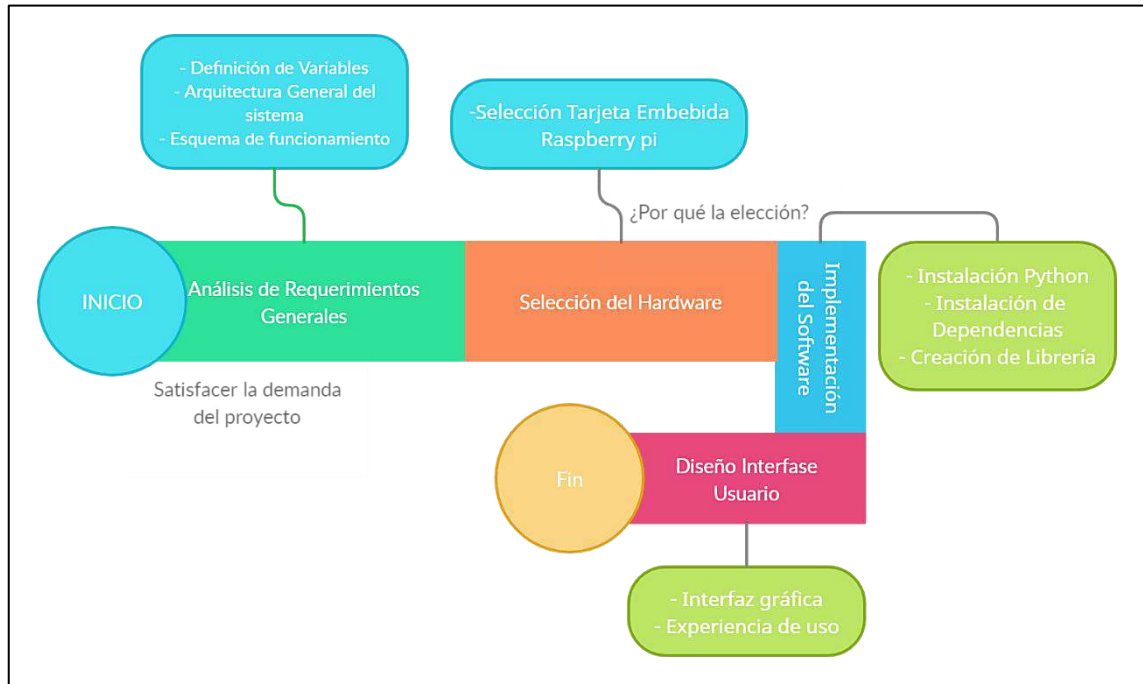 - Definición de Variables
- Arquitectura General del
sistema
- Esquema de funcionamiento
-Selección Tarjeta Embebida
Raspberry pi
¿Por qué la elección?
INICIO
Análisis de Requerimientos
Generales
Selección del Hardware
Implementación
del Software
- Instalación Python
- Instalación de
Dependencias
- Creación de Librería
Satisfacer la demanda
del proyecto
Fin
Diseño Interfase
Usuario
- Interfaz gráfica
- Experiencia de uso